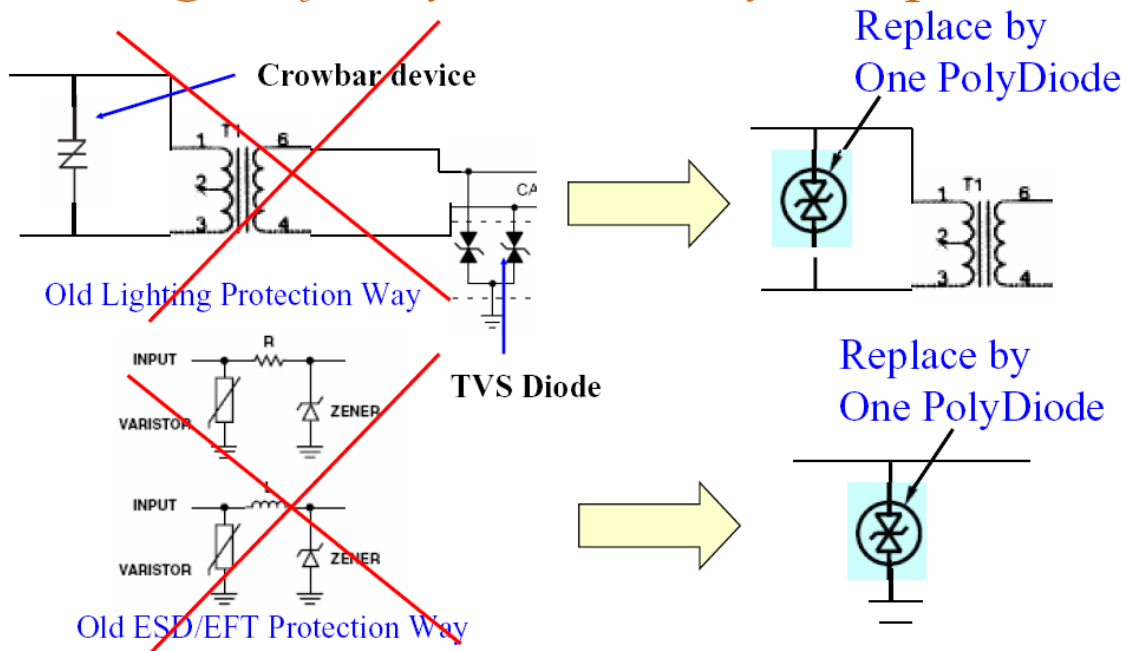 Crowbar device
Replace by
One PolyDiode
1
T1
6
2
3
4
CA
Old Lighting Protection Way
1
T1
6
2
3
4
TVS Diode
INPUT
R
VARISTOR
ZENER
INPUT
L
VARISTOR
ZENER
Old ESD/EFT Protection Way
Replace by
One PolyDiode